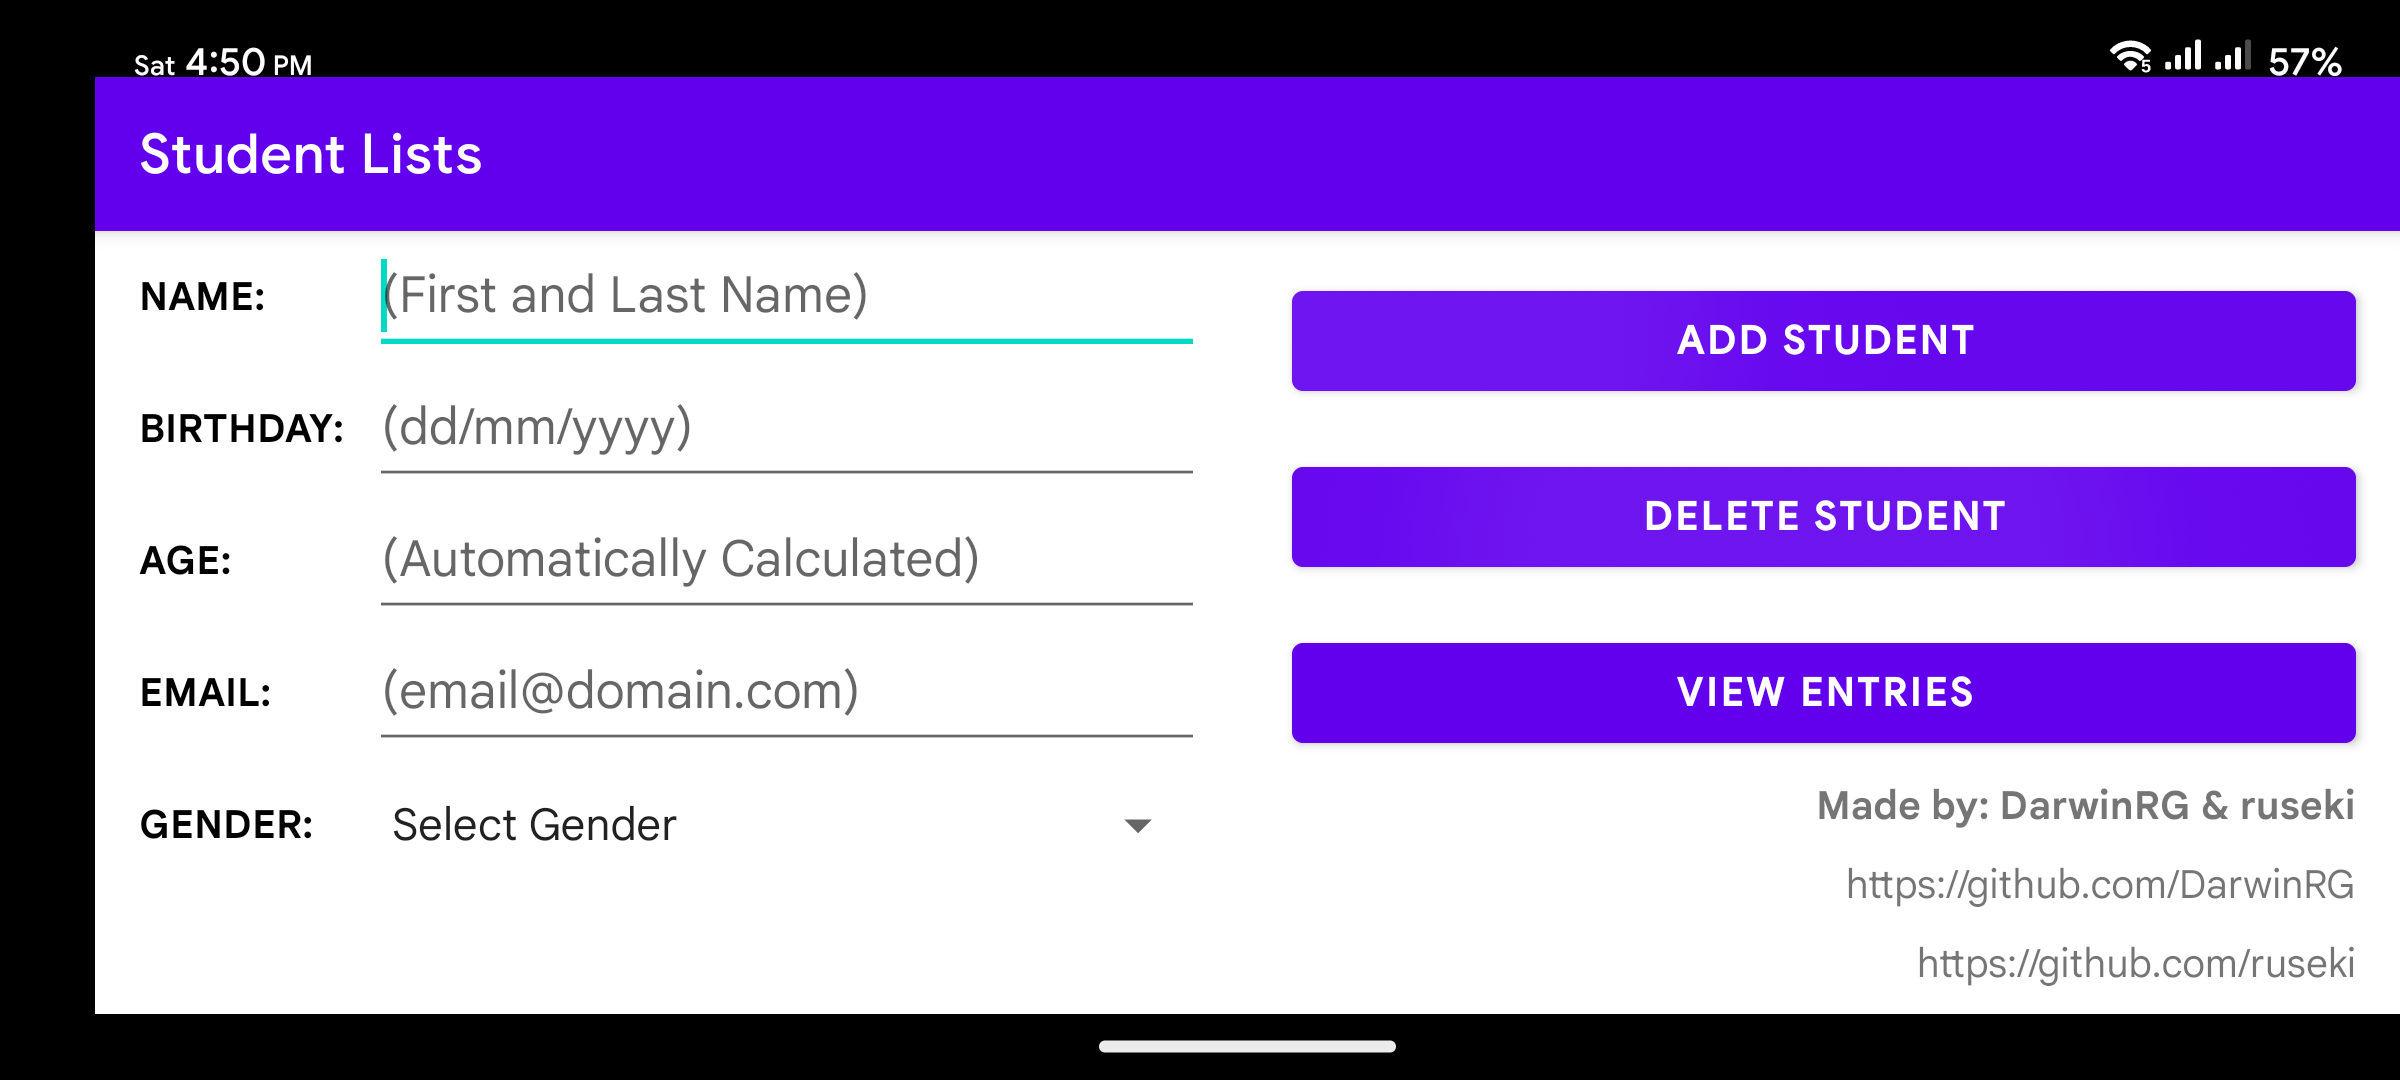 Sat 4:50 PM
5 57%
Student Lists
NAME: (First and Last Name)
BIRTHDAY: (dd/mm/yyyy)
AGE: (Automatically Calculated)
EMAIL: (email@domain.com)
GENDER: Select Gender
ADD STUDENT
DELETE STUDENT
VIEW ENTRIES
Made by: DarwinRG & ruseki
https://github.com/DarwinRG
https://github.com/ruseki